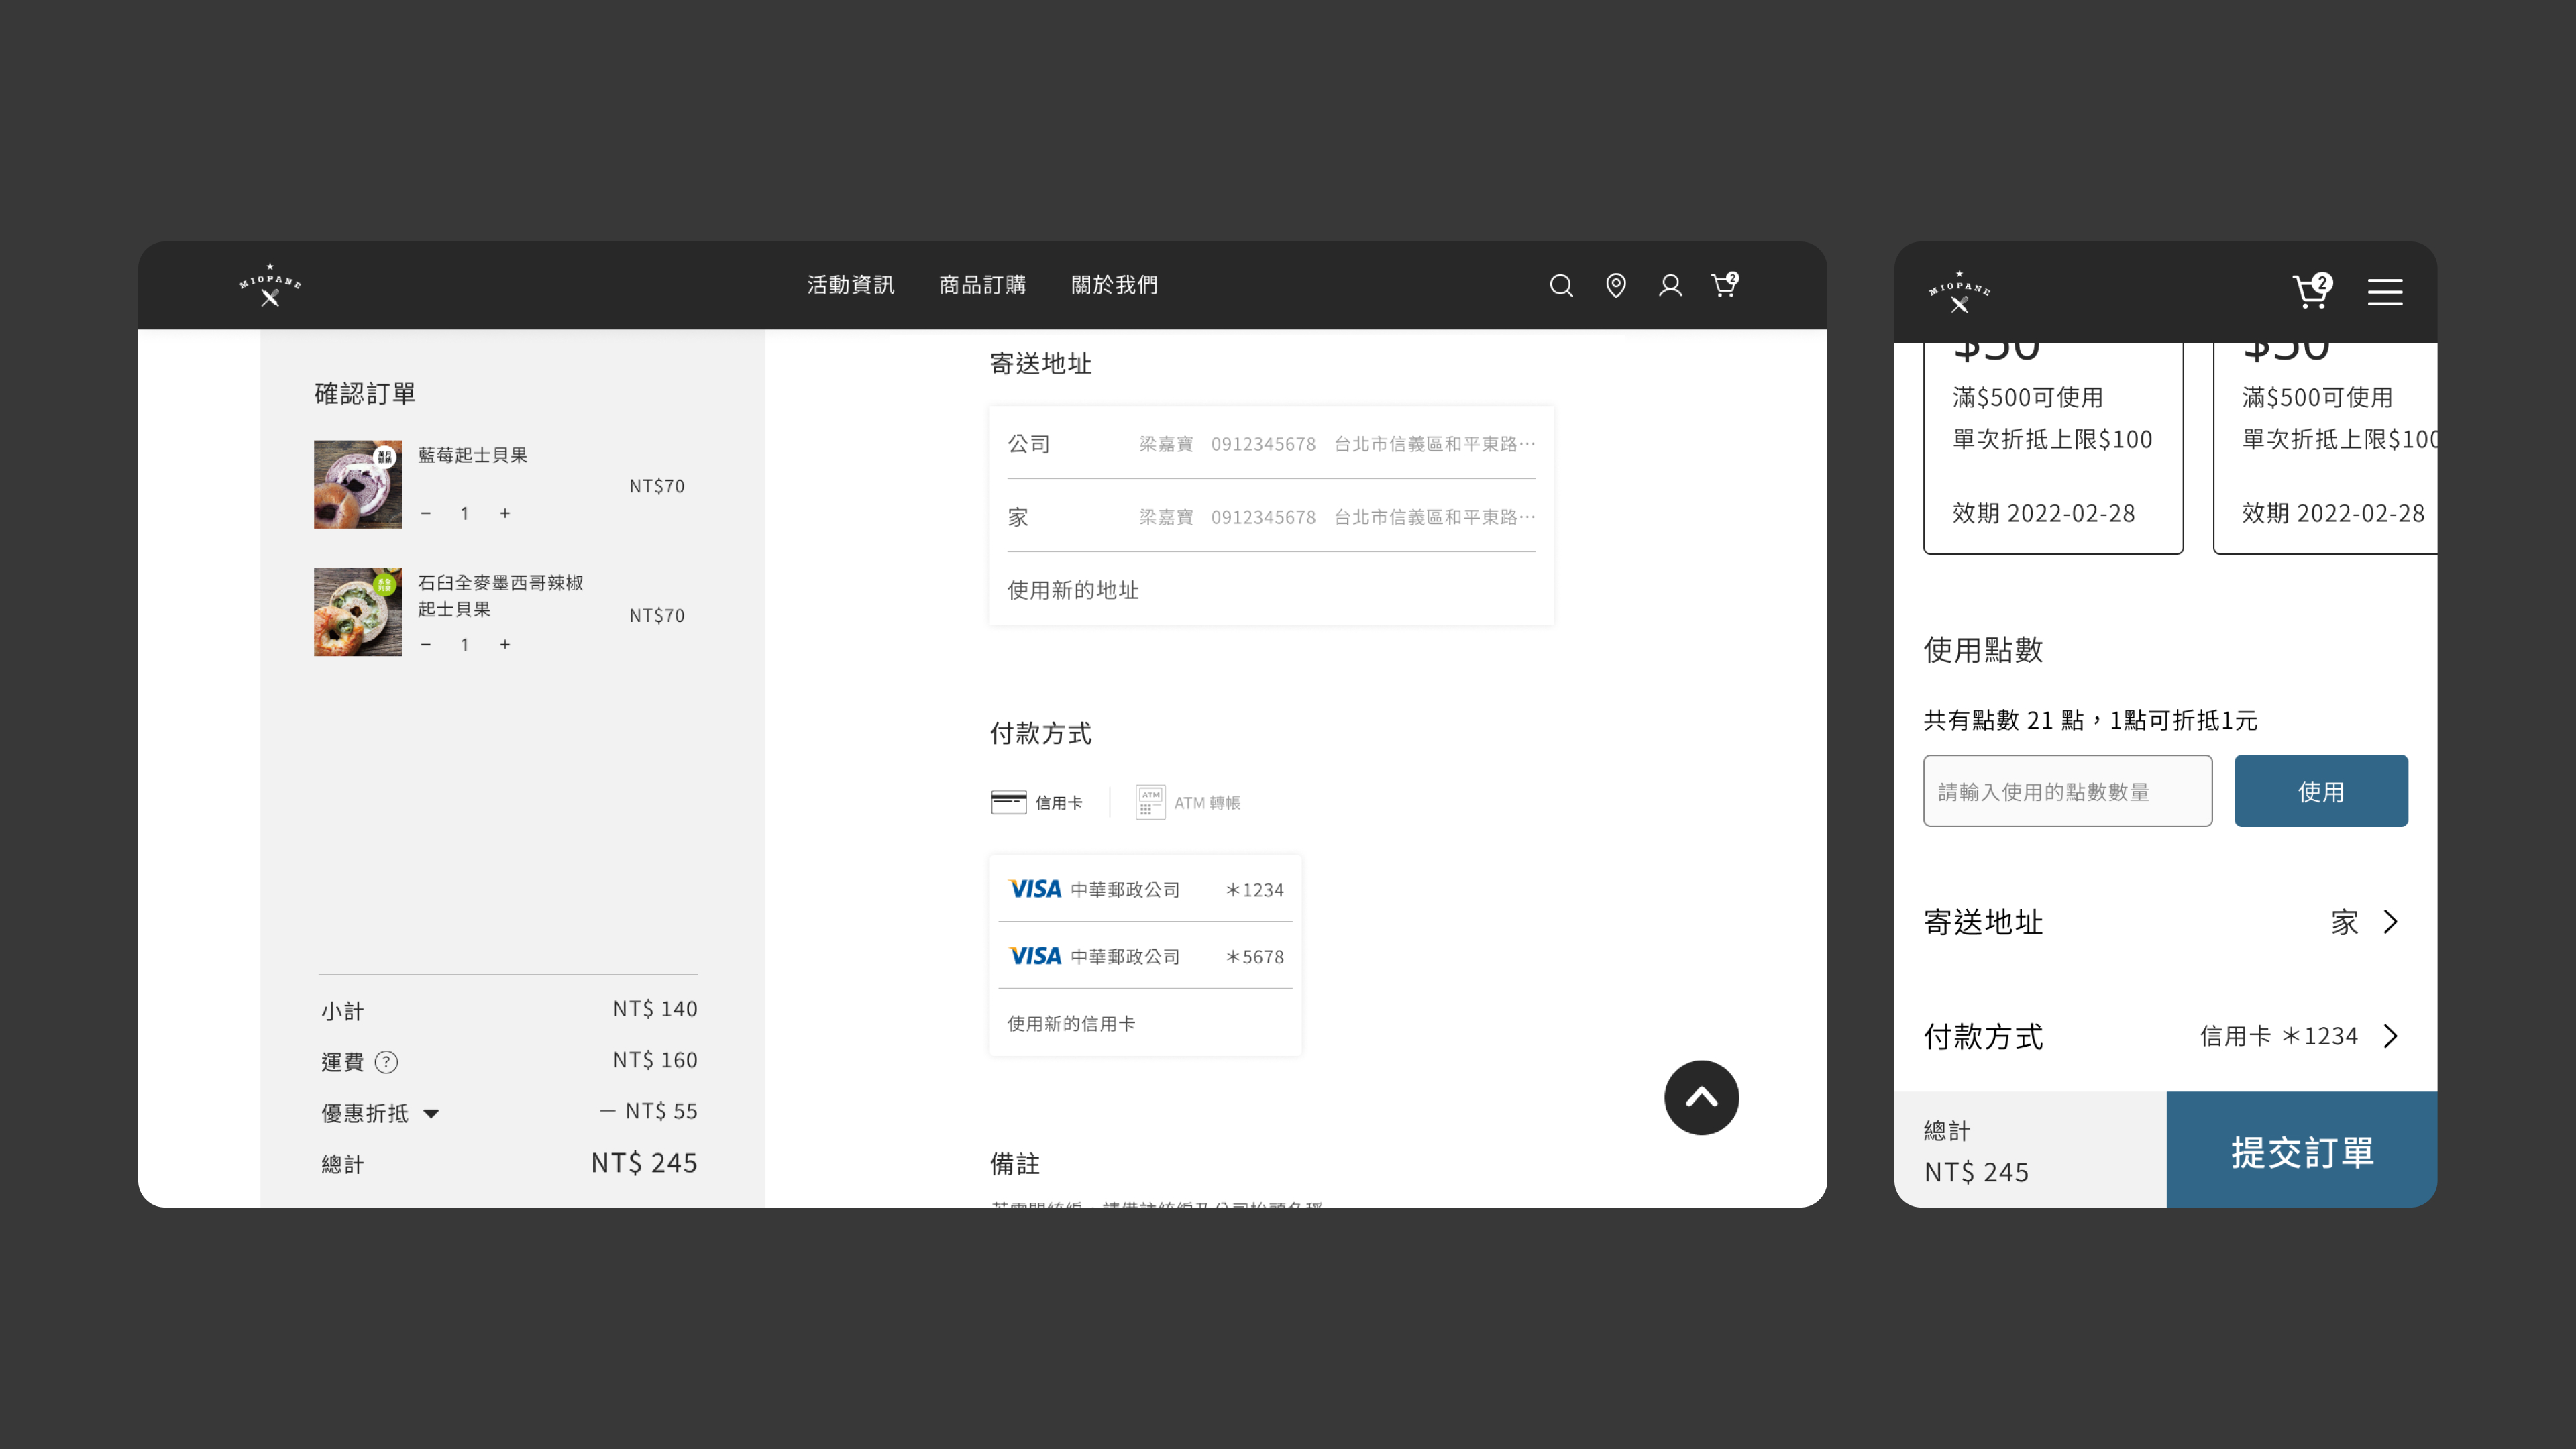 MIOPANE
活動資訊 商品訂購 關於我們
2
確認訂單
藍莓起士貝果
NT$70
− 1 +
石臼全麥墨西哥辣椒
起士貝果
NT$70
− 1 +
小計 NT$ 140
運費 ? NT$ 160
優惠折抵 − NT$ 55
總計 NT$ 245
寄送地址
公司 梁嘉寶 0912345678 台北市信義區和平東路⋯
家 梁嘉寶 0912345678 台北市信義區和平東路⋯
使用新的地址
付款方式
信用卡 ATM ATM 轉帳
VISA 中華郵政公司 ＊1234
VISA 中華郵政公司 ＊5678
使用新的信用卡
備註
MIOPANE
2
$50 $50
滿$500可使用 滿$500可使用
單次折抵上限$100 單次折抵上限$100
效期 2022-02-28 效期 2022-02-28
使用點數
共有點數 21 點，1點可折抵1元
請輸入使用的點數數量 使用
寄送地址 家
付款方式 信用卡 ＊1234
總計
NT$ 245
提交訂單